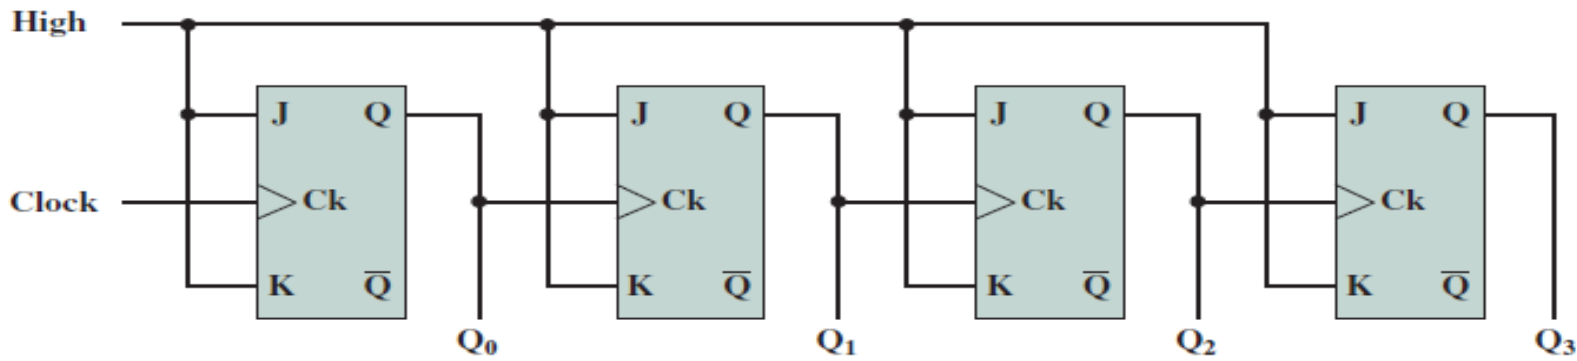 High
J Q J Q J Q J Q
Clock Ck Ck Ck Ck
K Q̅ K Q̅ K Q̅ K Q̅
Q₀ Q₁ Q₂ Q₃